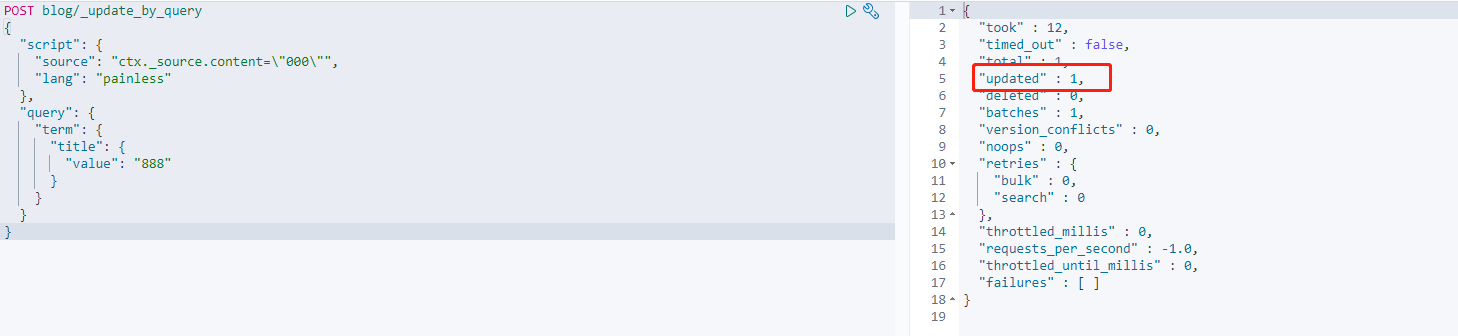 POST blog/_update_by_query
{
  "script": {
    "source": "ctx._source.content=\"000\"",
    "lang": "painless"
  },
  "query": {
    "term": {
      "title": {
        "value": "888"
      }
    }
  }
}
1 {
2   "took" : 12,
3   "timed_out" : false,
4   "total" : 1,
5   "updated" : 1,
6   "deleted" : 0,
7   "batches" : 1,
8   "version_conflicts" : 0,
9   "noops" : 0,
10   "retries" : {
11     "bulk" : 0,
12     "search" : 0
13   },
14   "throttled_millis" : 0,
15   "requests_per_second" : -1.0,
16   "throttled_until_millis" : 0,
17   "failures" : [ ]
18 }
19